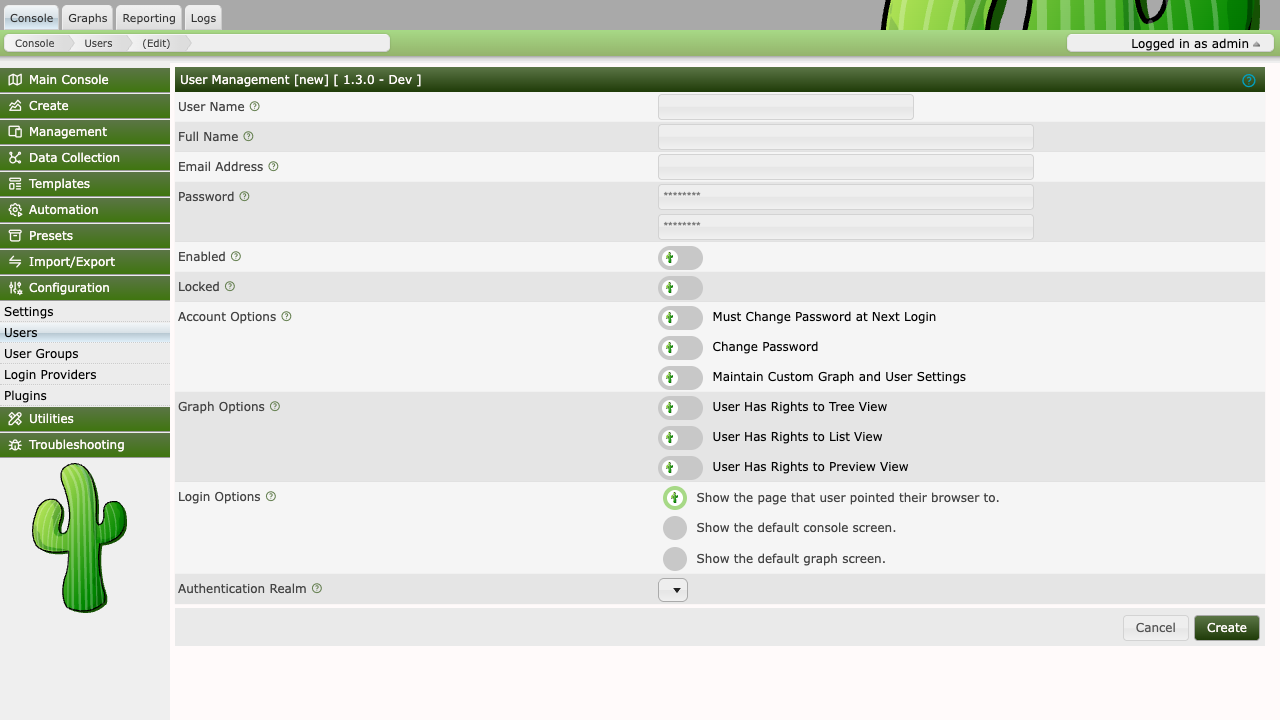 Console Graphs Reporting Logs
Console Users (Edit) Logged in as admin
Main Console
Create
Management
Data Collection
Templates
Automation
Presets
Import/Export
Configuration
Settings
Users
User Groups
Login Providers
Plugins
Utilities
Troubleshooting
User Management [new] [ 1.3.0 - Dev ]
User Name
Full Name
Email Address
Password ********
********
Enabled
Locked
Account Options Must Change Password at Next Login
Change Password
Maintain Custom Graph and User Settings
Graph Options User Has Rights to Tree View
User Has Rights to List View
User Has Rights to Preview View
Login Options Show the page that user pointed their browser to.
Show the default console screen.
Show the default graph screen.
Authentication Realm
Cancel Create